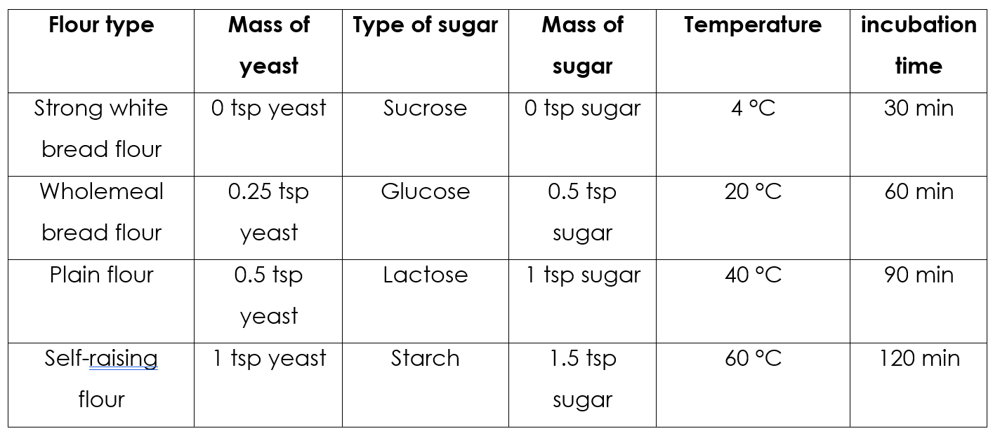 Flour type
Mass of
yeast
Type of sugar
Mass of
sugar
Temperature
incubation
time
Strong white
bread flour
0 tsp yeast
Sucrose
0 tsp sugar
4 °C
30 min
Wholemeal
bread flour
0.25 tsp
yeast
Glucose
0.5 tsp
sugar
20 °C
60 min
Plain flour
0.5 tsp
yeast
Lactose
1 tsp sugar
40 °C
90 min
Self-raising
flour
1 tsp yeast
Starch
1.5 tsp
sugar
60 °C
120 min